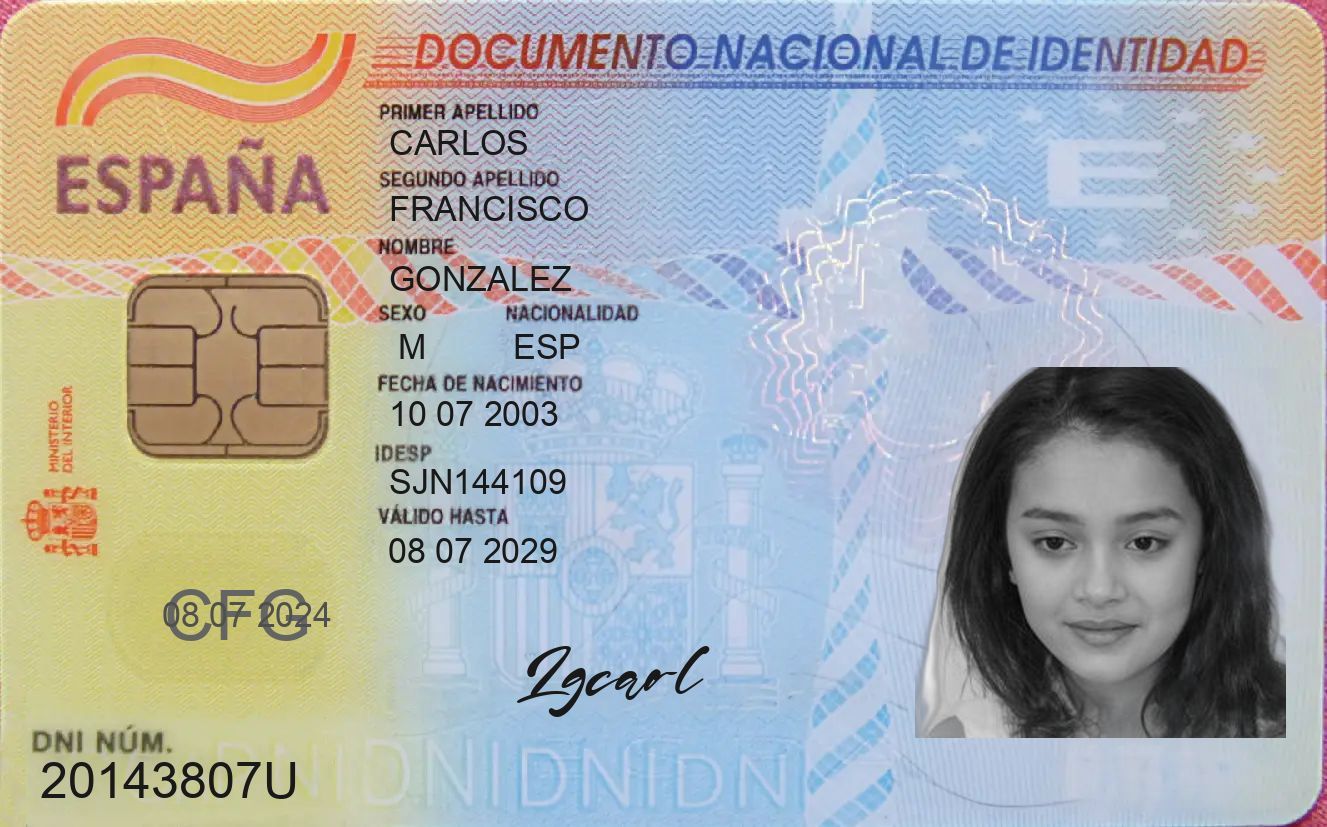 DOCUMENTO NACIONAL DE IDENTIDAD
ESPAÑA
PRIMER APELLIDO
CARLOS
SEGUNDO APELLIDO
FRANCISCO
NOMBRE
GONZALEZ
SEXO NACIONALIDAD
M ESP
FECHA DE NACIMIENTO
10 07 2003
IDESP
SJN144109
VÁLIDO HASTA
08 07 2029
MINISTERIO
DEL INTERIOR
E
CFG
08 07 2024
Igcarl
DNI NÚM.
20143807U
DNIDNIDNIDNI